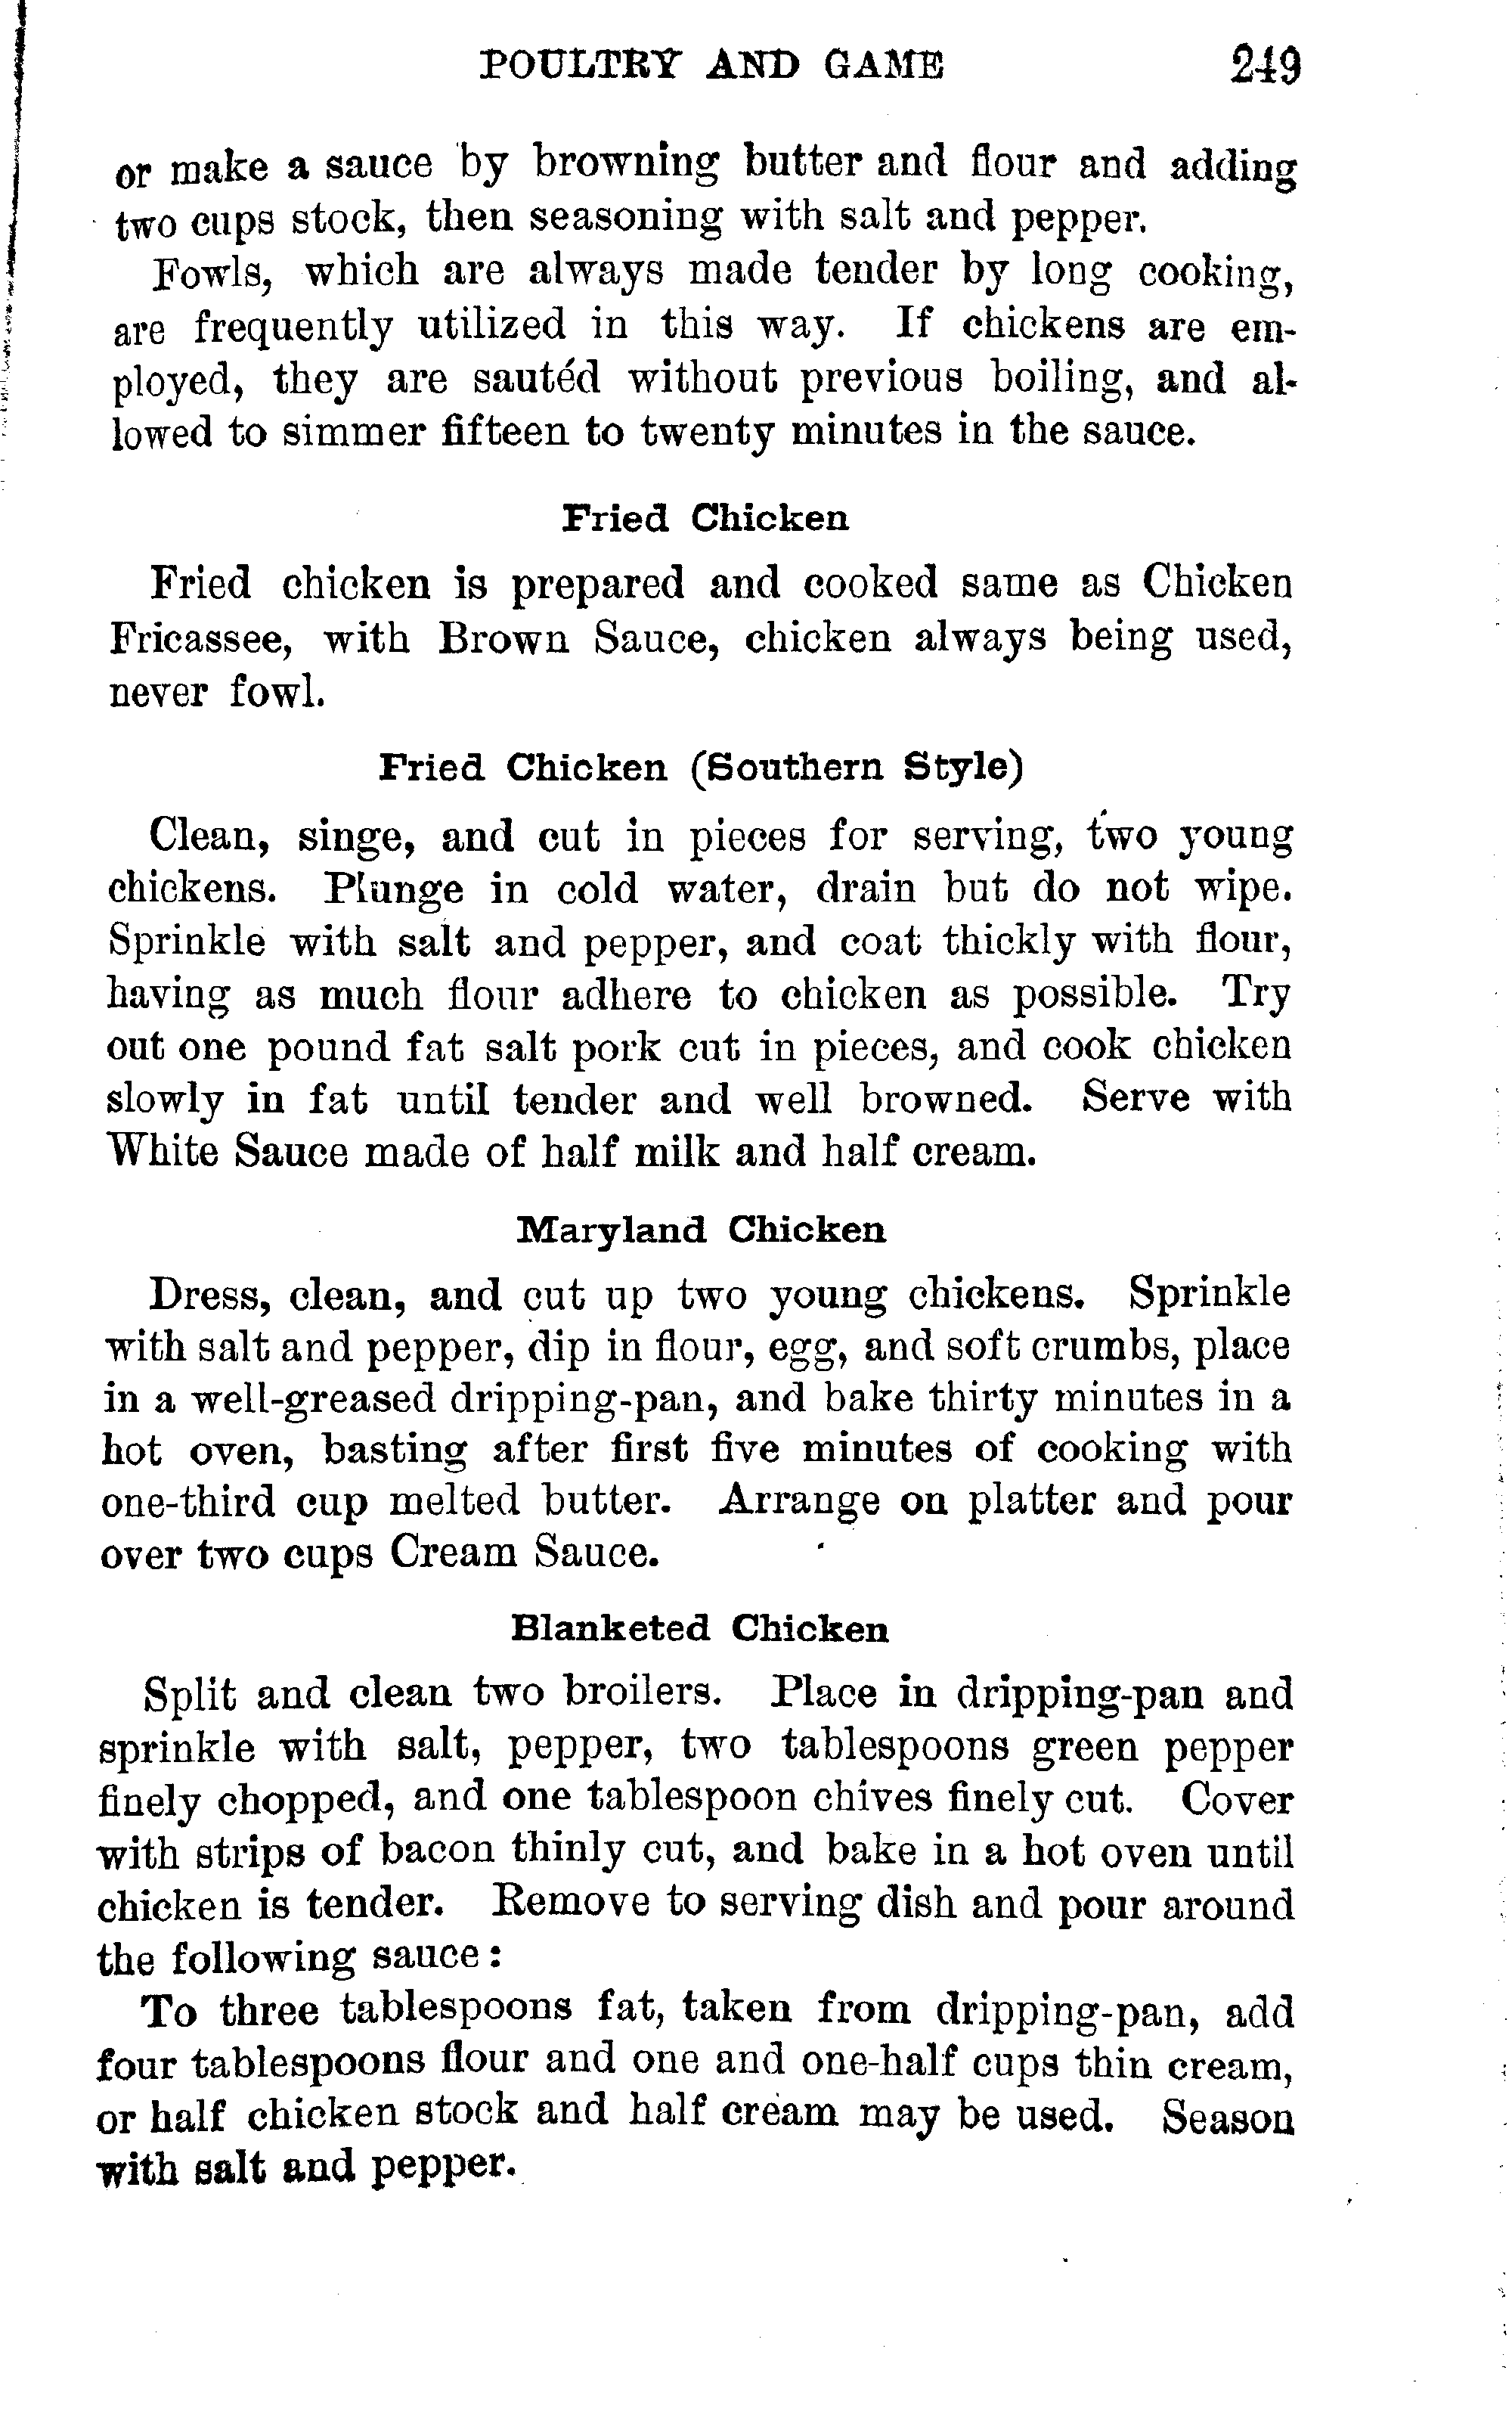 POULTRY AND GAME 249
or make a sauce by browning butter and flour and adding
two cups stock, then seasoning with salt and pepper.
Fowls, which are always made tender by long cooking,
are frequently utilized in this way. If chickens are em-
ployed, they are sautéd without previous boiling, and al-
lowed to simmer fifteen to twenty minutes in the sauce.
Fried Chicken
Fried chicken is prepared and cooked same as Chicken
Fricassee, with Brown Sauce, chicken always being used,
never fowl.
Fried Chicken (Southern Style)
Clean, singe, and cut in pieces for serving, two young
chickens. Plunge in cold water, drain but do not wipe.
Sprinkle with salt and pepper, and coat thickly with flour,
having as much flour adhere to chicken as possible. Try
out one pound fat salt pork cut in pieces, and cook chicken
slowly in fat until tender and well browned. Serve with
White Sauce made of half milk and half cream.
Maryland Chicken
Dress, clean, and cut up two young chickens. Sprinkle
with salt and pepper, dip in flour, egg, and soft crumbs, place
in a well-greased dripping-pan, and bake thirty minutes in a
hot oven, basting after first five minutes of cooking with
one-third cup melted butter. Arrange on platter and pour
over two cups Cream Sauce.
Blanketed Chicken
Split and clean two broilers. Place in dripping-pan and
sprinkle with salt, pepper, two tablespoons green pepper
finely chopped, and one tablespoon chives finely cut. Cover
with strips of bacon thinly cut, and bake in a hot oven until
chicken is tender. Remove to serving dish and pour around
the following sauce:
To three tablespoons fat, taken from dripping-pan, add
four tablespoons flour and one and one-half cups thin cream,
or half chicken stock and half cream may be used. Season
with salt and pepper.